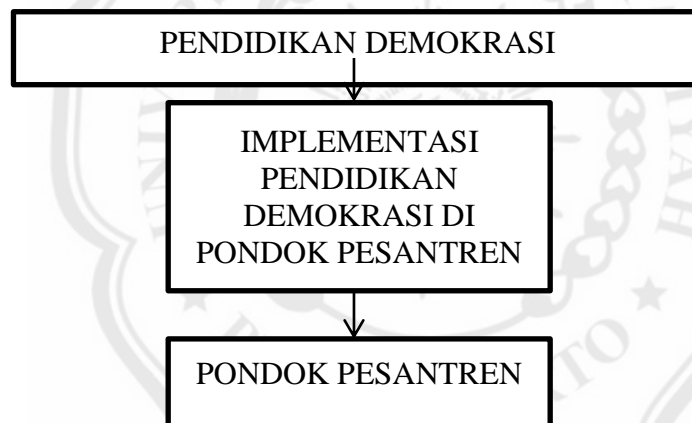 PENDIDIKAN DEMOKRASI
IMPLEMENTASI
PENDIDIKAN
DEMOKRASI DI
PONDOK PESANTREN
PONDOK PESANTREN